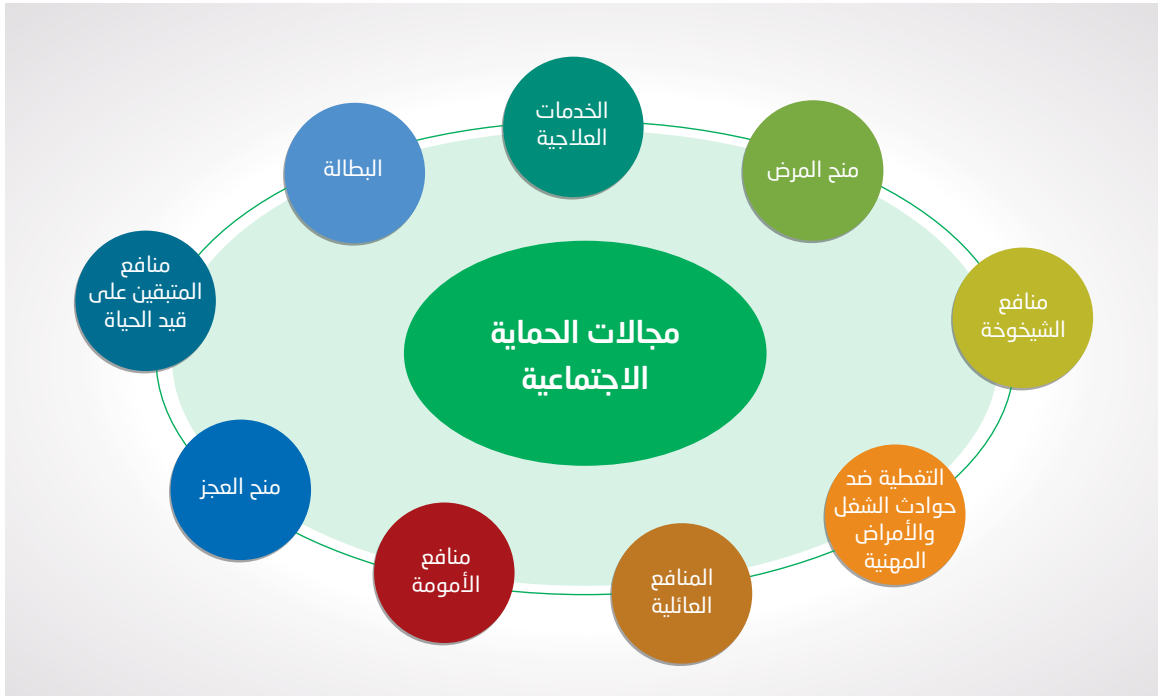 مجالات الحماية
الاجتماعية
الخدمات
العلاجية
منح المرض
منافع
الشيخوخة
التغطية ضد
حوادث الشغل
والأمراض
المهنية
المنافع
العائلية
منافع
الأمومة
منح العجز
منافع
المتبقين على
قيد الحياة
البطالة